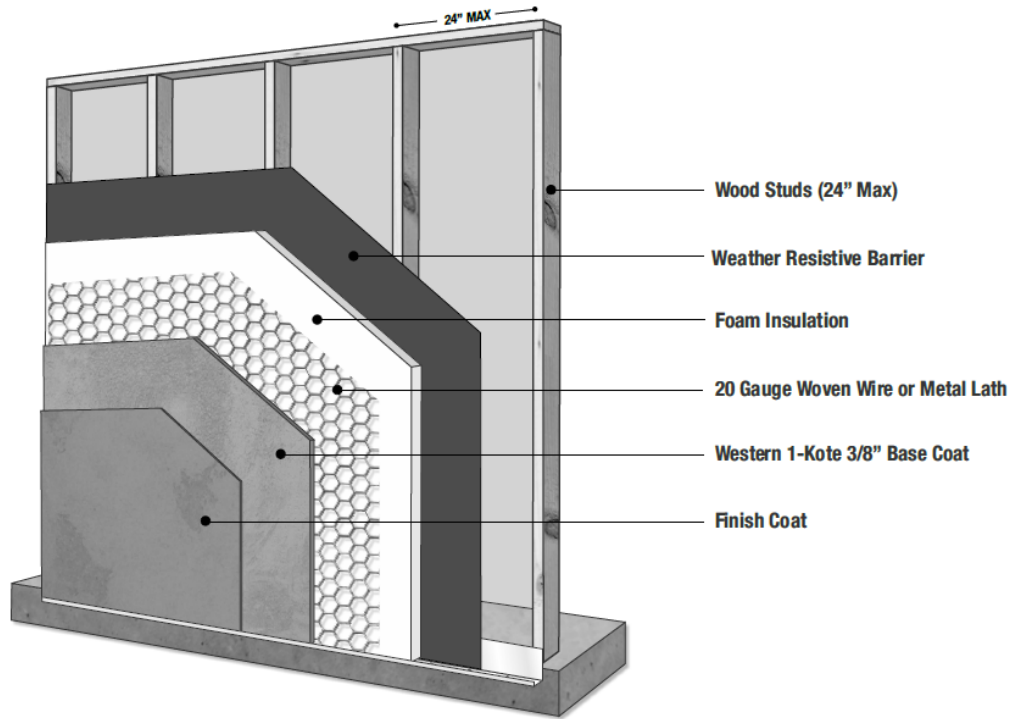 24” MAX
Wood Studs (24” Max)
Weather Resistive Barrier
Foam Insulation
20 Gauge Woven Wire or Metal Lath
Western 1-Kote 3/8” Base Coat
Finish Coat